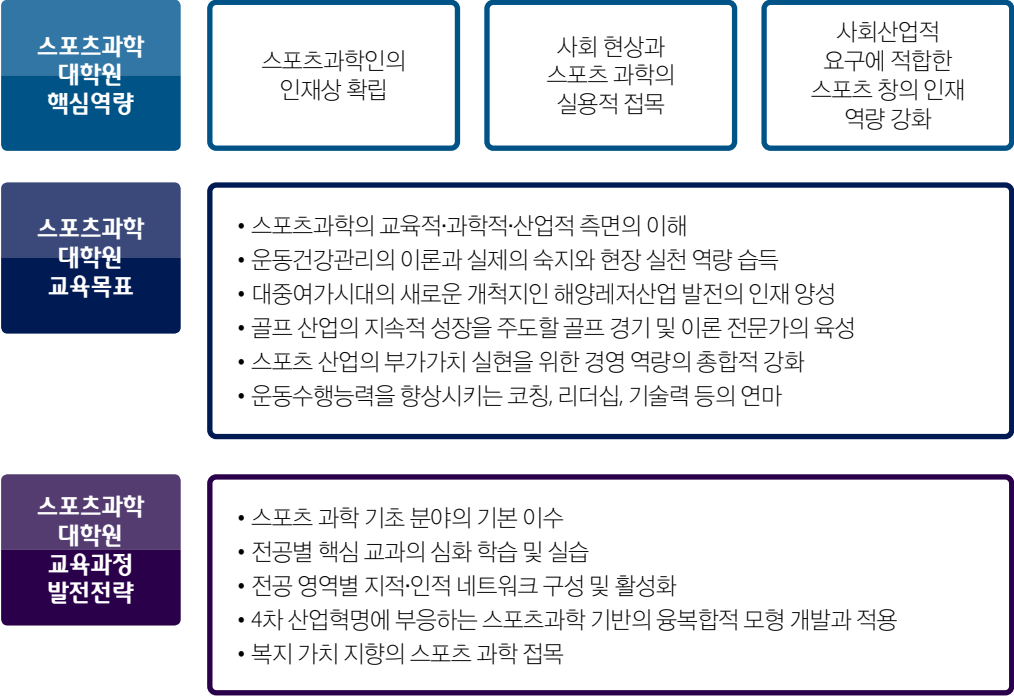 스포츠과학
대학원
핵심역량
스포츠과학인의
인재상 확립
사회 현상과
스포츠 과학의
실용적 접목
사회산업적
요구에 적합한
스포츠 창의 인재
역량 강화
스포츠과학
대학원
교육목표
• 스포츠과학의 교육적·과학적·산업적 측면의 이해
• 운동건강관리의 이론과 실제의 숙지와 현장 실천 역량 습득
• 대중여가시대의 새로운 개척지인 해양레저산업 발전의 인재 양성
• 골프 산업의 지속적 성장을 주도할 골프 경기 및 이론 전문가의 육성
• 스포츠 산업의 부가가치 실현을 위한 경영 역량의 총합적 강화
• 운동수행능력을 향상시키는 코칭, 리더십, 기술력 등의 연마
스포츠과학
대학원
교육과정
발전전략
• 스포츠 과학 기초 분야의 기본 이수
• 전공별 핵심 교과의 심화 학습 및 실습
• 전공 영역별 지적·인적 네트워크 구성 및 활성화
• 4차 산업혁명에 부응하는 스포츠과학 기반의 융복합적 모형 개발과 적용
• 복지 가치 지향의 스포츠 과학 접목